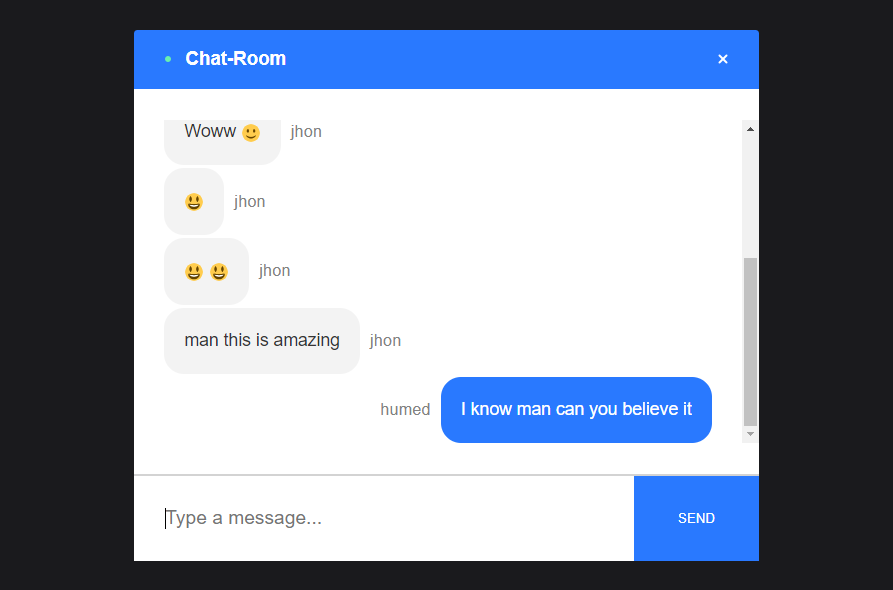 Chat-Room ×
Woww 🙂 jhon
😃 jhon
😃 😃 jhon
man this is amazing jhon
humed I know man can you believe it
Type a message... SEND